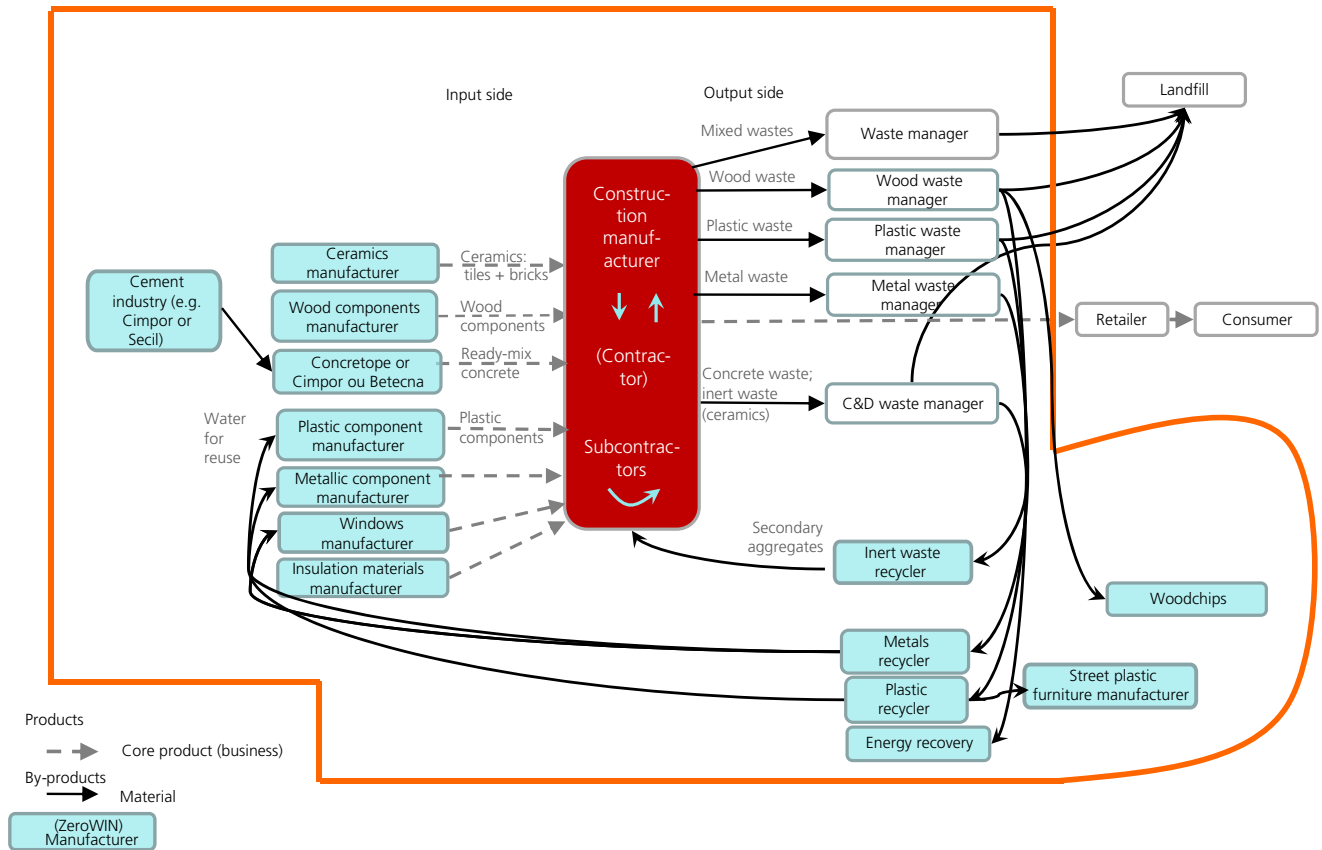 Input side
Output side
Landfill
Mixed wastes
Waste manager
Wood waste
Wood waste
manager
Plastic waste
Plastic waste
manager
Metal waste
Metal waste
manager
Construc-
tion
manuf-
acturer
(Contrac-
tor)
Subcontrac-
tors
Ceramics
manufacturer
Ceramics:
tiles + bricks
Cement
industry (e.g.
Cimpor or
Secil)
Wood components
manufacturer
Wood
components
Concretope or
Cimpor ou Betecna
Ready-mix
concrete
Retailer
Consumer
Concrete waste;
inert waste
(ceramics)
C&D waste manager
Water
for
reuse
Plastic component
manufacturer
Plastic
components
Metallic component
manufacturer
Windows
manufacturer
Insulation materials
manufacturer
Secondary
aggregates
Inert waste
recycler
Woodchips
Metals
recycler
Plastic
recycler
Street plastic
furniture manufacturer
Energy recovery
Products
Core product (business)
By-products
Material
(ZeroWIN)
Manufacturer